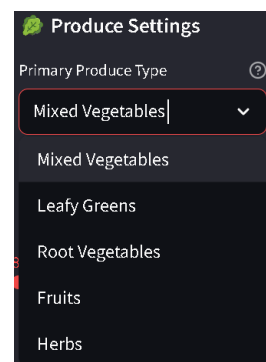 Produce Settings
Primary Produce Type
Mixed Vegetables
Mixed Vegetables
Leafy Greens
Root Vegetables
Fruits
Herbs